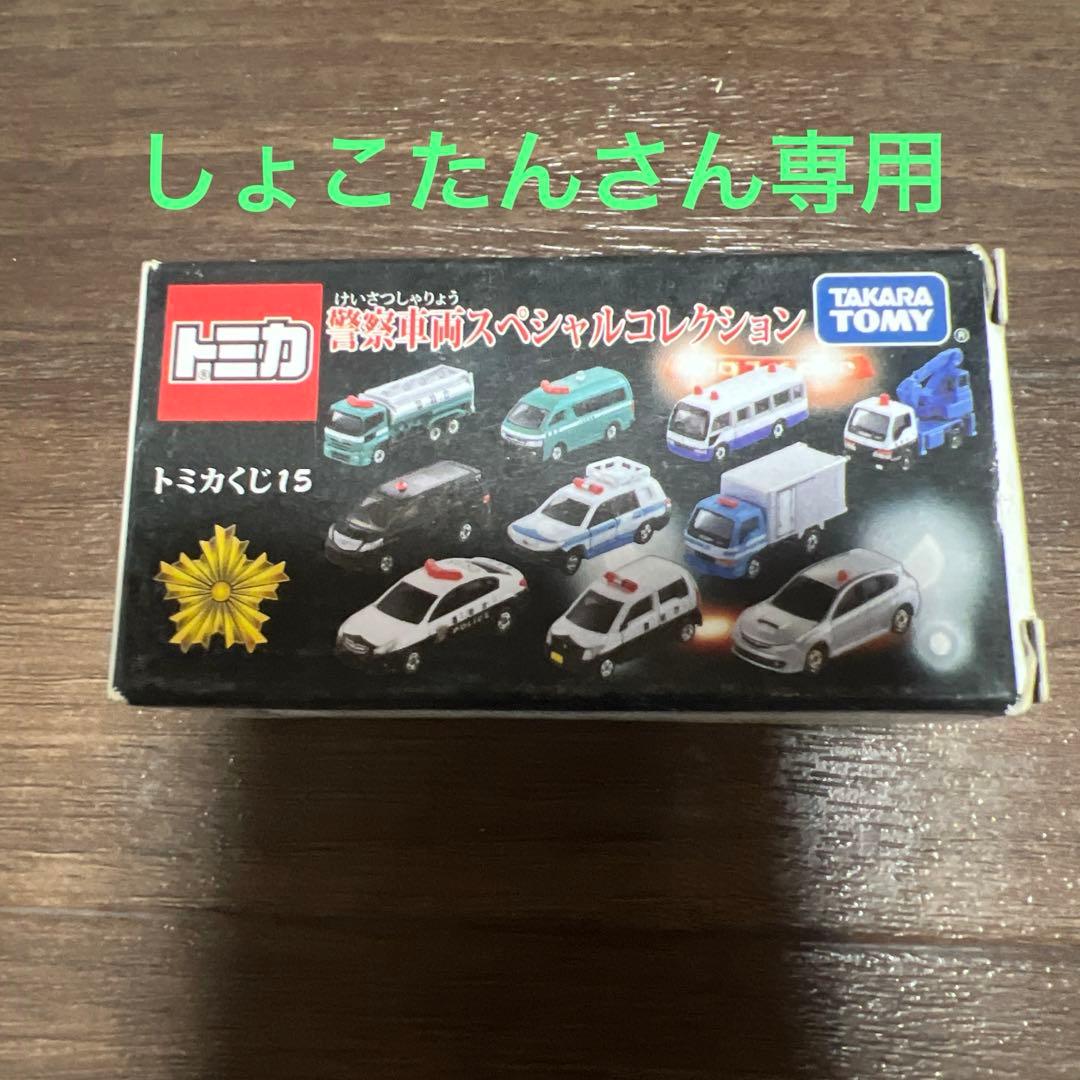 しょこたんさん専用
トミカ
けいさつしゃりょう
警察車両スペシャルコレクション
TAKARA
TOMY
トミカくじ15
POLICE